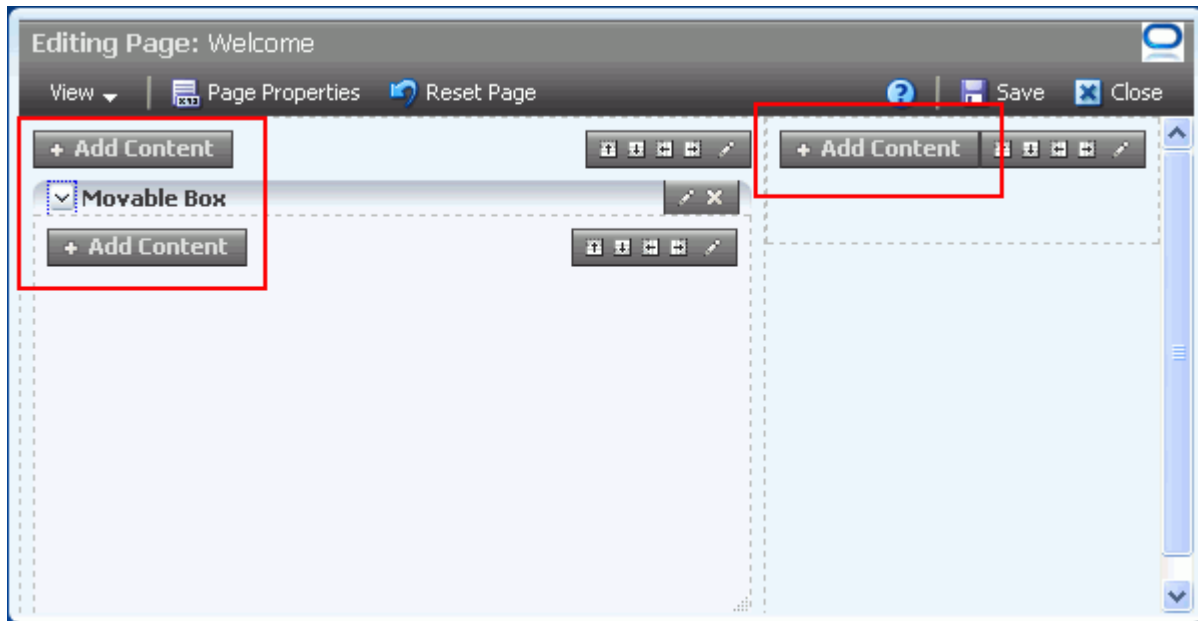 Editing Page: Welcome
View Page Properties Reset Page Save Close
+ Add Content
+ Add Content
Movable Box
+ Add Content